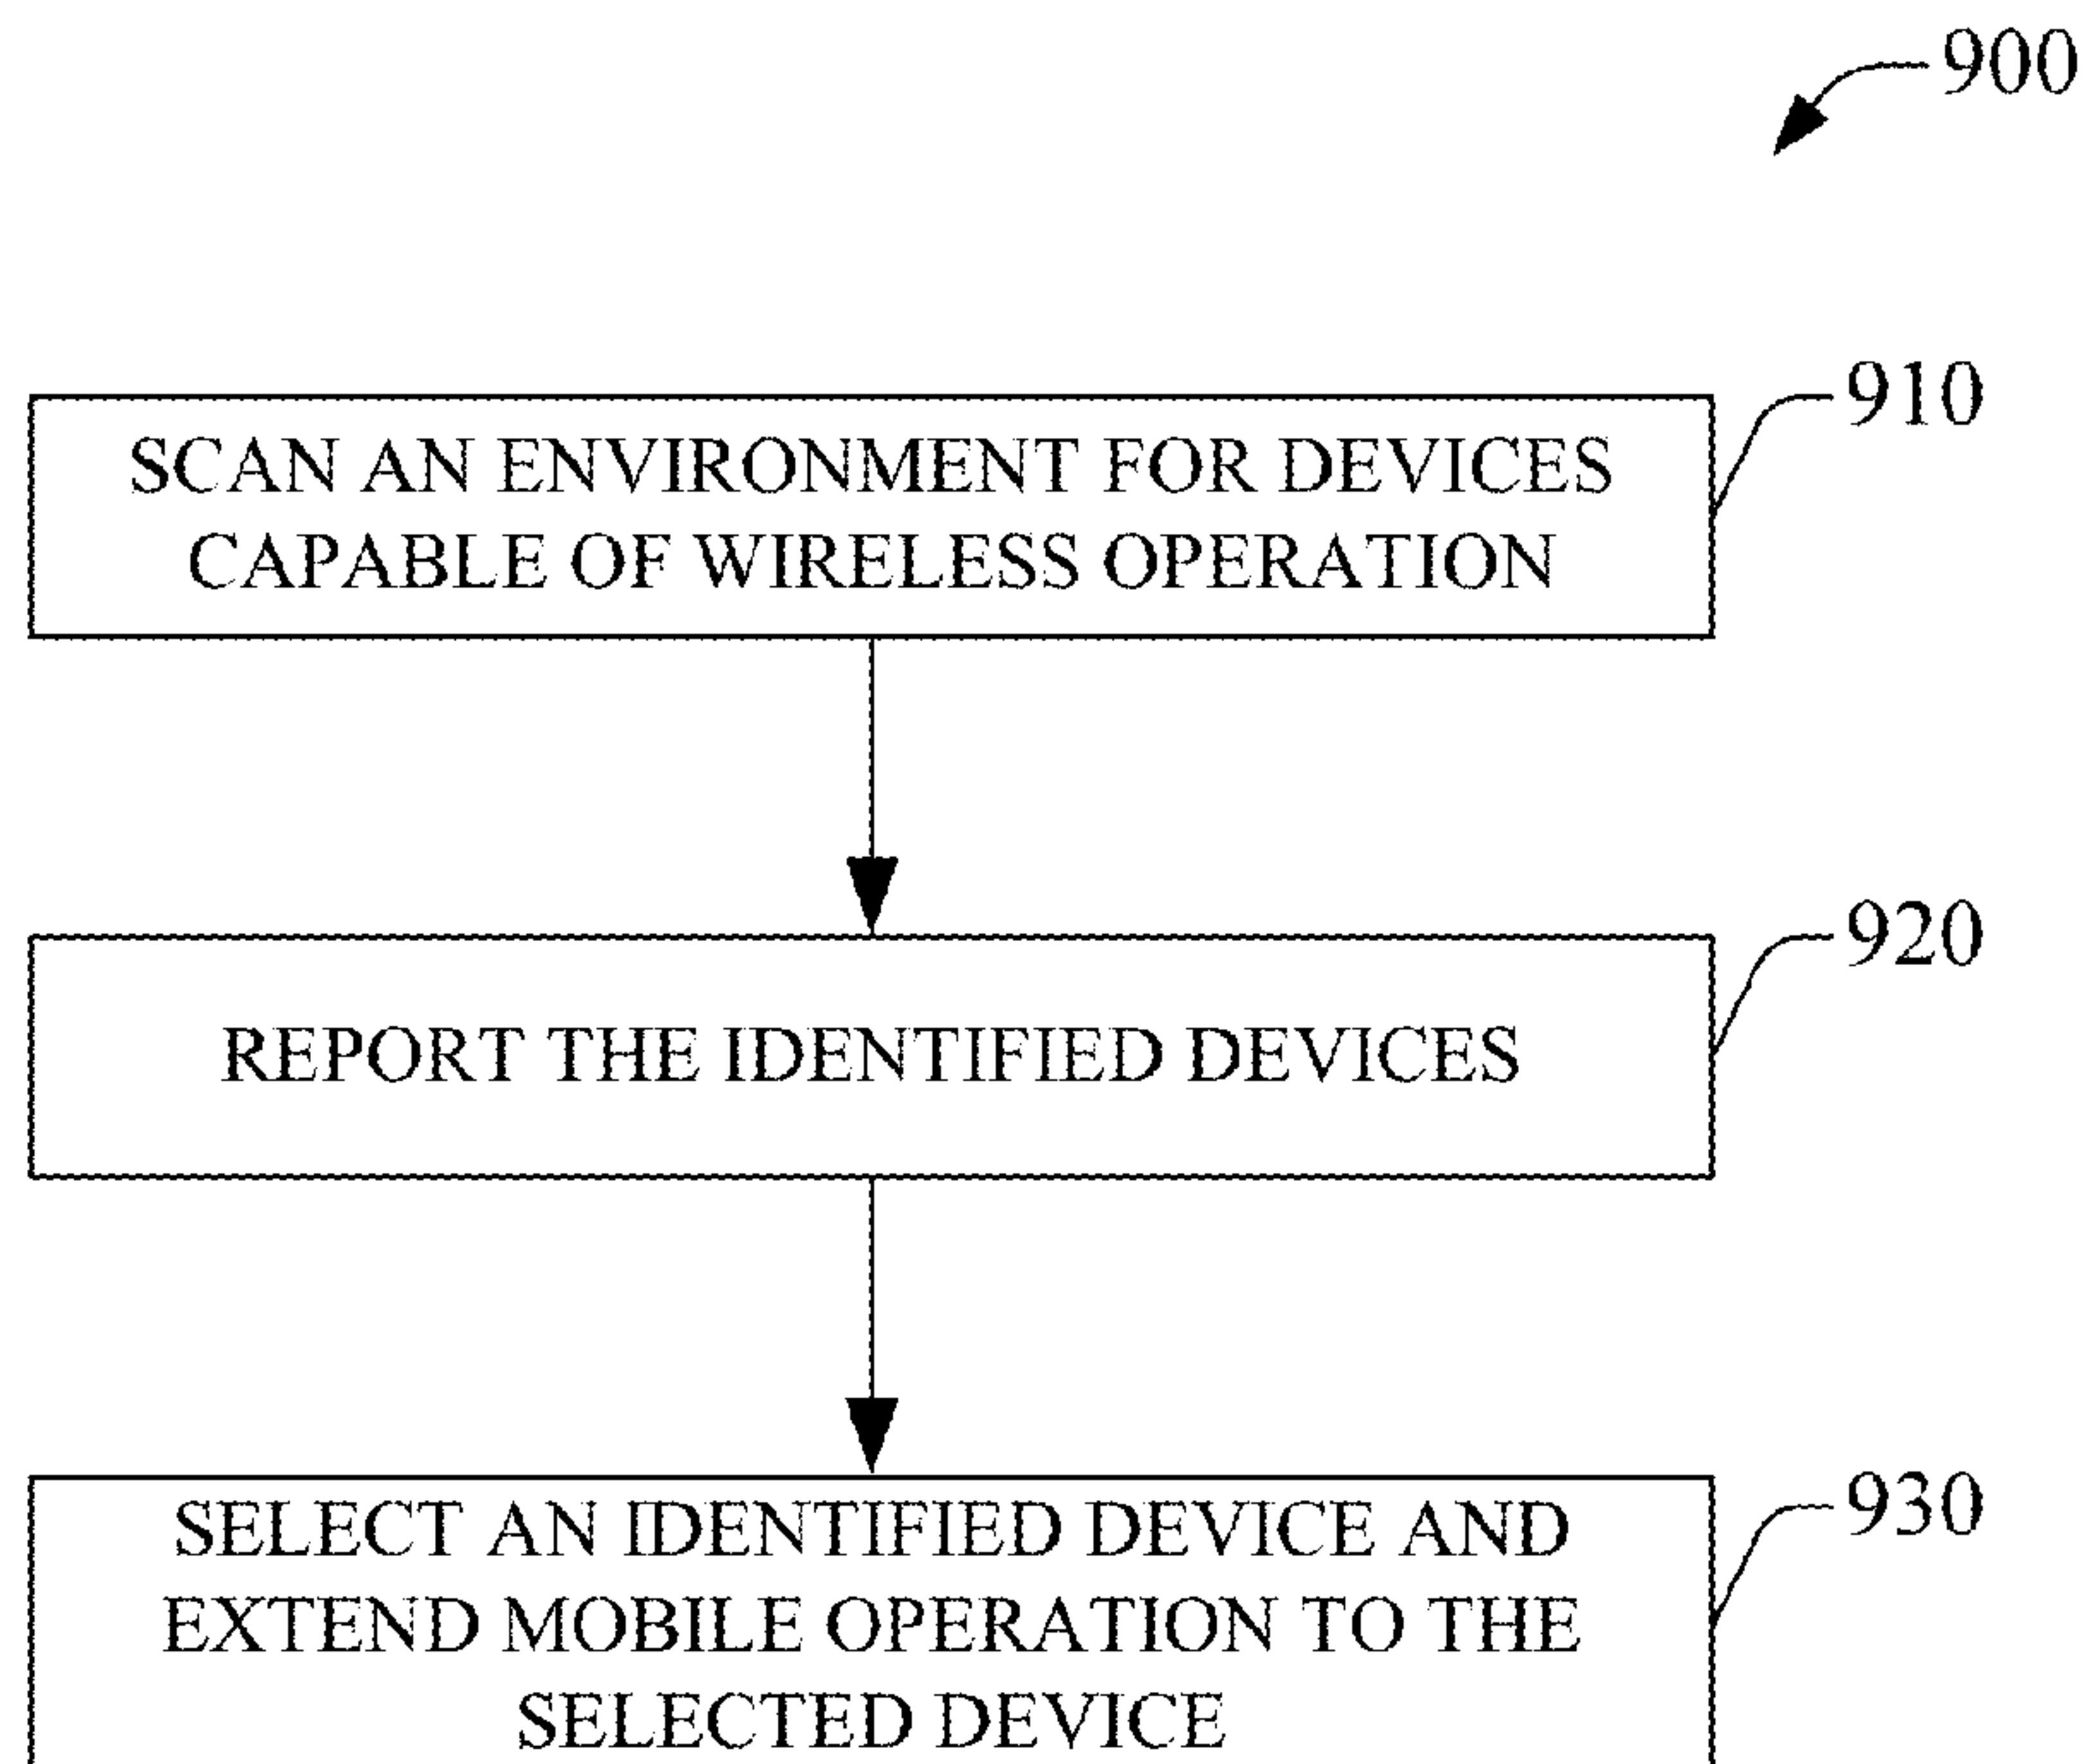 900
910
SCAN AN ENVIRONMENT FOR DEVICES
CAPABLE OF WIRELESS OPERATION
920
REPORT THE IDENTIFIED DEVICES
930
SELECT AN IDENTIFIED DEVICE AND
EXTEND MOBILE OPERATION TO THE
SELECTED DEVICE